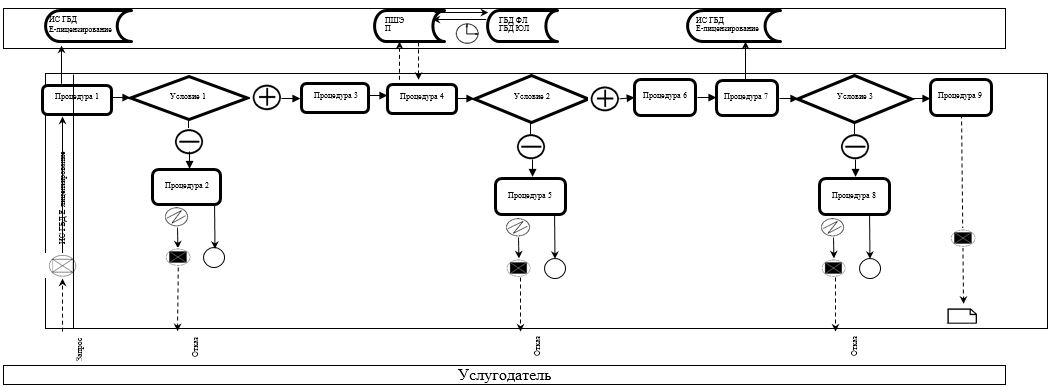 ИС ГБД
Е-лицензирование
ПШЭ
П
ГБД ФЛ
ГБД ЮЛ
ИС ГБД
Е-лицензирование
Процедура 1
Условие 1
Процедура 3
Процедура 4
Условие 2
Процедура 6
Процедура 7
Условие 3
Процедура 9
Процедура 2
Процедура 5
Процедура 8
ИС ГБД Е-лицензирование
Запрос
Отказ
Отказ
Отказ
Услугодатель